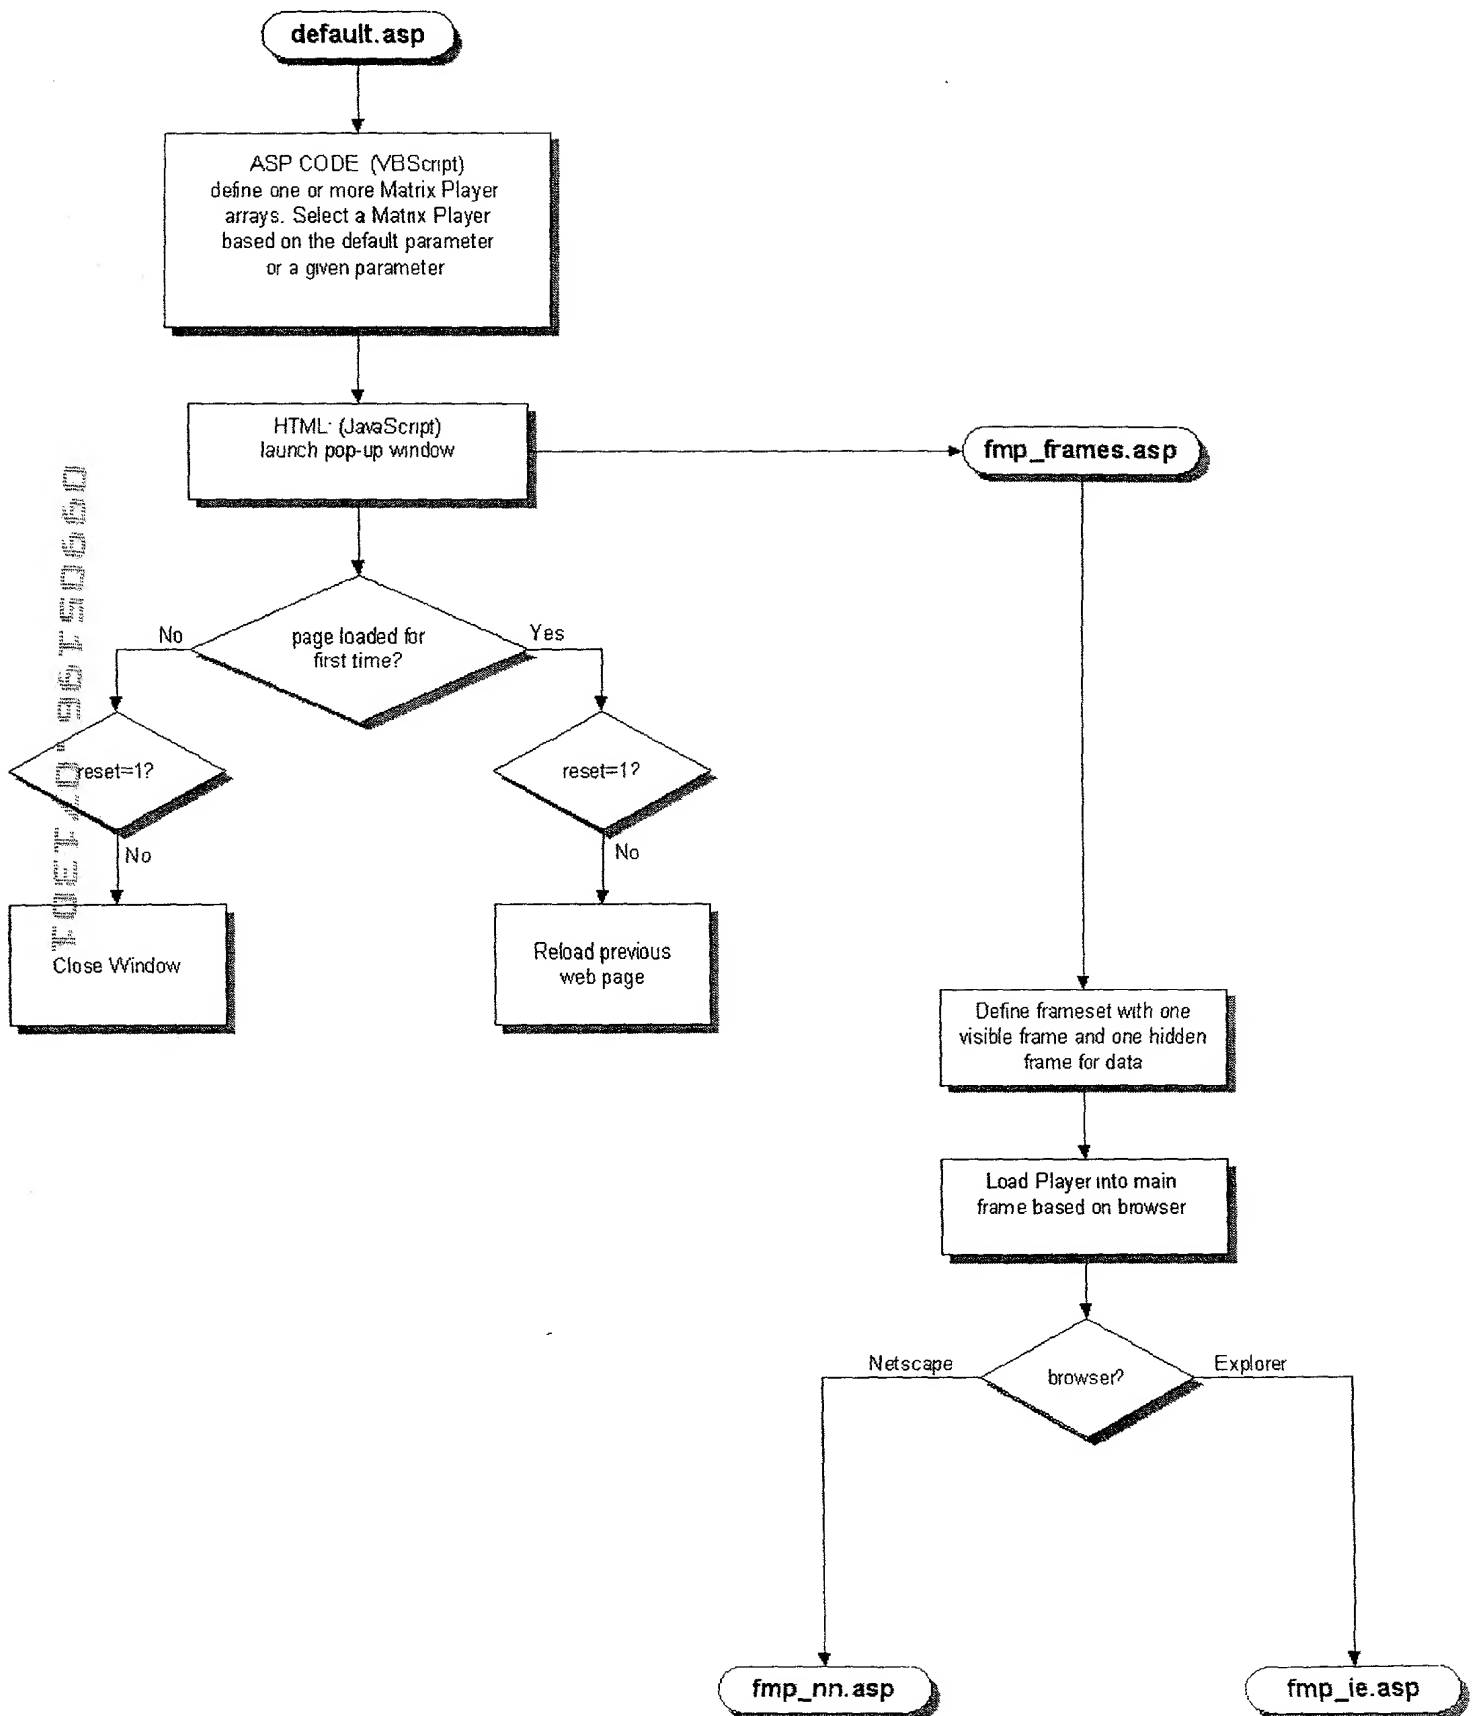 default.asp
ASP CODE (VBScript)
define one or more Matrix Player
arrays. Select a Matrix Player
based on the default parameter
or a given parameter
HTML: (JavaScript)
launch pop-up window
fmp_frames.asp
page loaded for
first time?
No
Yes
reset=1?
reset=1?
No
No
Close Window
Reload previous
web page
Define frameset with one
visible frame and one hidden
frame for data
Load Player into main
frame based on browser
browser?
Netscape
Explorer
fmp_nn.asp
fmp_ie.asp